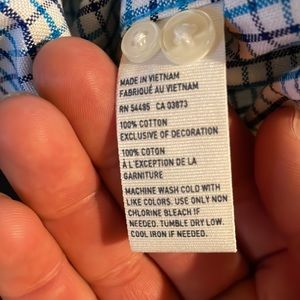 MADE IN VIETNAM
FABRIQUÉ AU VIETNAM
RN 54485 CA 03873
100% COTTON
EXCLUSIVE OF DECORATION
100% COTON
À L'EXCEPTION DE LA
GARNITURE
MACHINE WASH COLD WITH
LIKE COLORS. USE ONLY NON
CHLORINE BLEACH IF
NEEDED. TUMBLE DRY LOW.
COOL IRON IF NEEDED.